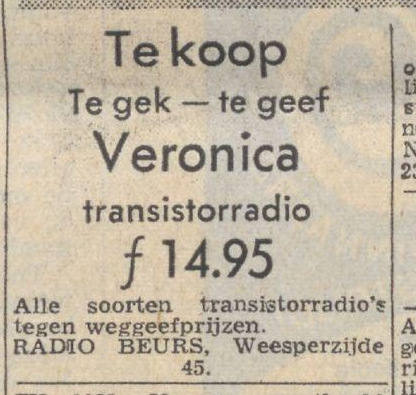 Te koop
Te gek — te geef
Veronica
transistorradio
ƒ 14.95
Alle soorten transistorradio's
tegen weggeefprijzen.
RADIO BEURS, Weesperzijde
45.